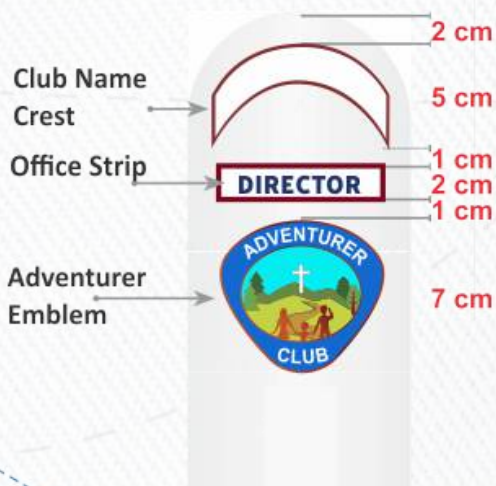 2 cm
Club Name
Crest
5 cm
1 cm
Office Strip
DIRECTOR
2 cm
1 cm
ADVENTURER
CLUB
Adventurer
Emblem
7 cm